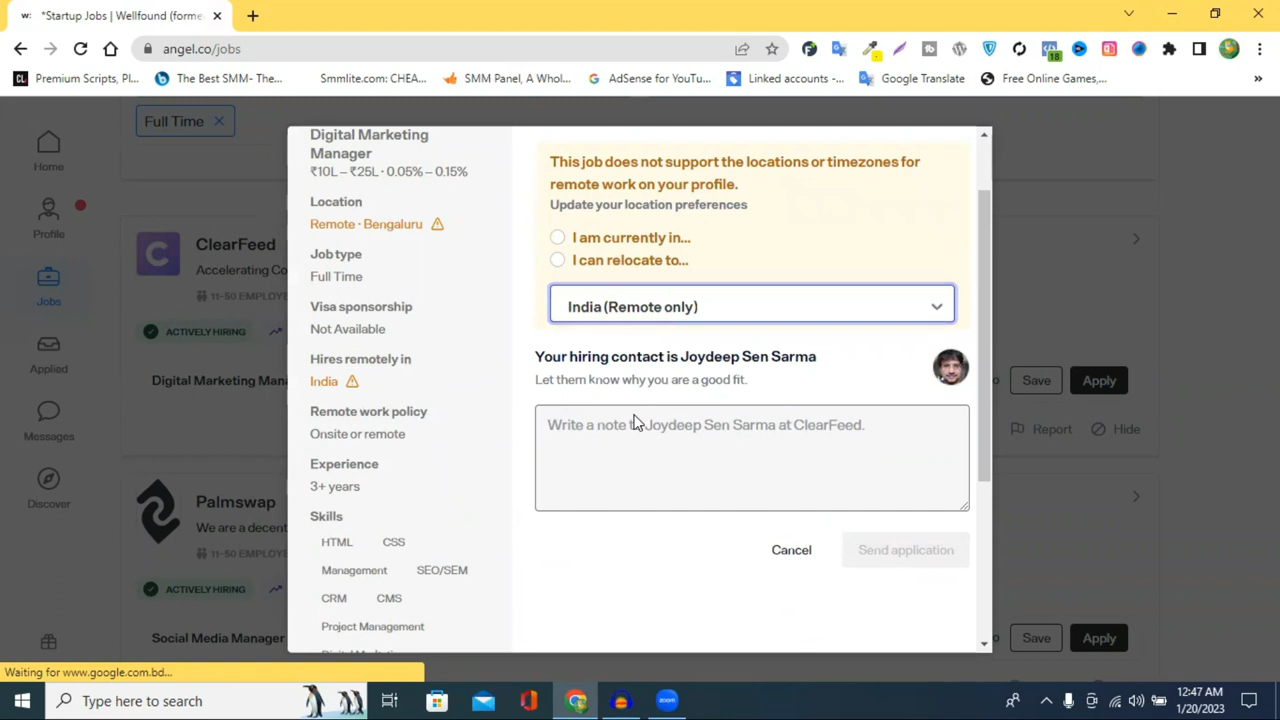 w: *Startup Jobs | Wellfound (forme
angel.co/jobs
18
CL Premium Scripts, Pl...
The Best SMM- The...
Smmlite.com: CHEA...
SMM Panel, A Whol...
AdSense for YouTu...
Linked accounts -...
Google Translate
Free Online Games,...
»
Full Time ×
Home
Profile
Jobs
Applied
Messages
Discover
C
ClearFeed
Accelerating Co
11-50 EMPLOYE
ACTIVELY HIRING
Digital Marketing Man
Save
Apply
Report
Hide
Palmswap
We are a decent
11-50 EMPLOYE
ACTIVELY HIRING
Social Media Manager
Save
Apply
Digital Marketing
Manager
₹10L – ₹25L · 0.05% – 0.15%
Location
Remote · Bengaluru
Job type
Full Time
Visa sponsorship
Not Available
Hires remotely in
India
Remote work policy
Onsite or remote
Experience
3+ years
Skills
HTML CSS
Management SEO/SEM
CRM CMS
Project Management
This job does not support the locations or timezones for
remote work on your profile.
Update your location preferences
I am currently in...
I can relocate to...
India (Remote only)
Your hiring contact is Joydeep Sen Sarma
Let them know why you are a good fit.
Write a note to Joydeep Sen Sarma at ClearFeed.
Cancel
Send application
Waiting for www.google.com.bd...
Type here to search
zoom
12:47 AM
1/20/2023